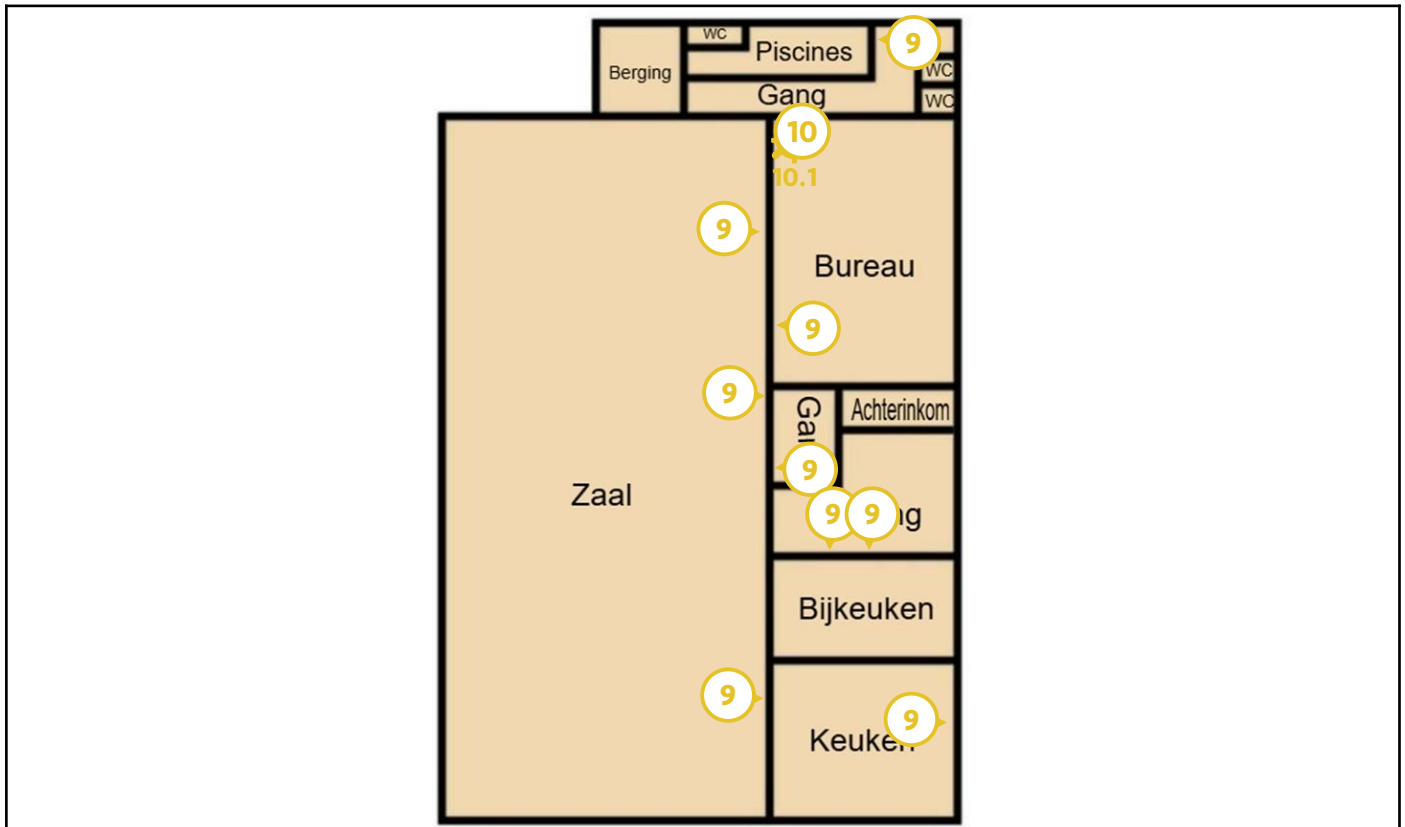 WC
Piscines
9
Berging
WC
Gang
WC
10
10.1
9
Bureau
9
9
Achterinkom
9
Zaal
9
9
Bijkeuken
9
9